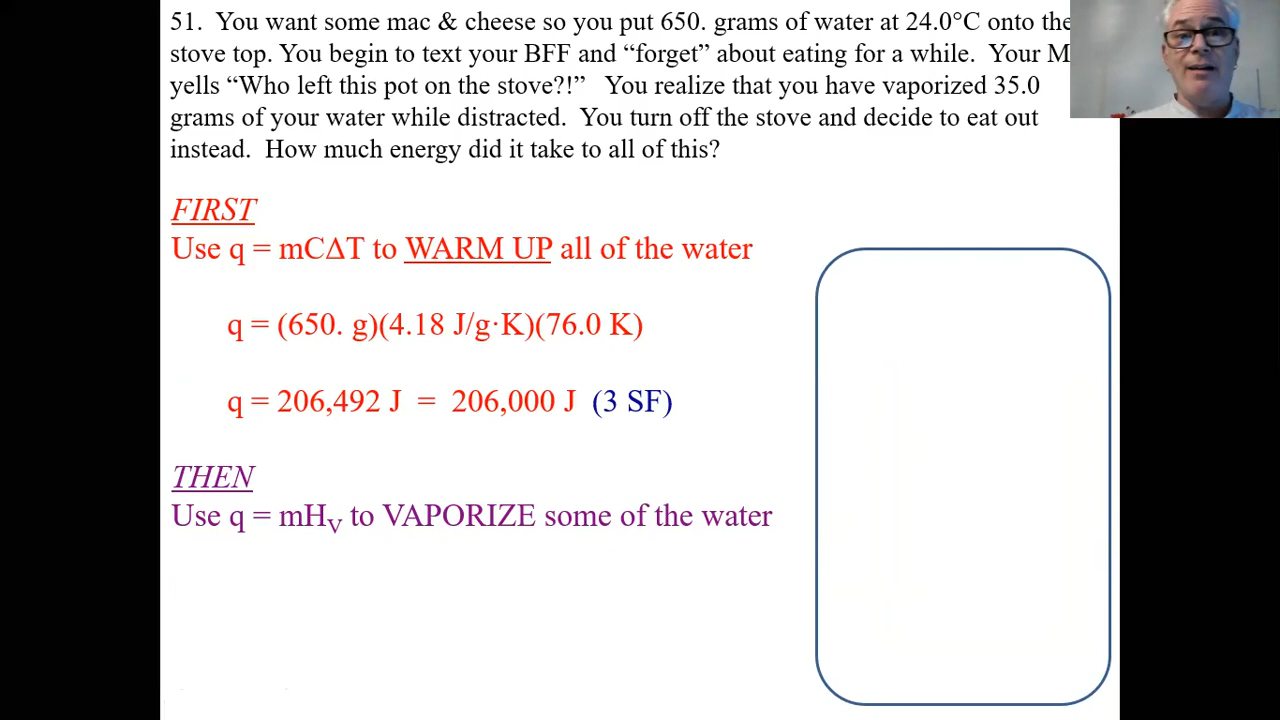 51. You want some mac & cheese so you put 650. grams of water at 24.0°C onto the
stove top. You begin to text your BFF and “forget” about eating for a while. Your M
yells “Who left this pot on the stove?!” You realize that you have vaporized 35.0
grams of your water while distracted. You turn off the stove and decide to eat out
instead. How much energy did it take to all of this?
FIRST
Use q = mCΔT to WARM UP all of the water
q = (650. g)(4.18 J/g·K)(76.0 K)
q = 206,492 J = 206,000 J (3 SF)
THEN
Use q = mHV to VAPORIZE some of the water